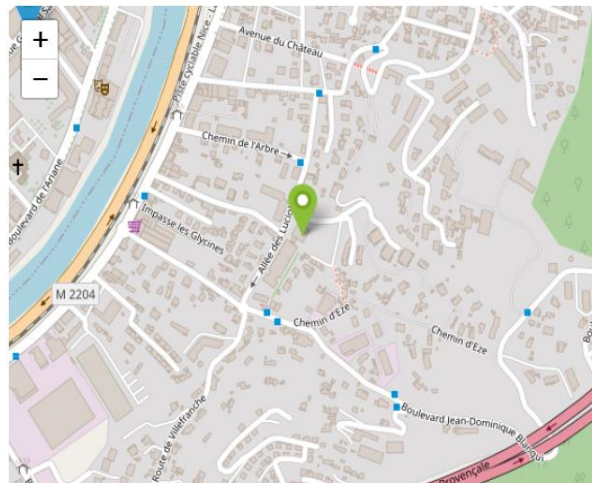 +
−
Avenue du Château
Piste Cyclable Nice - L
Chemin de l'Arbre
Boulevard de l'Ariane
Impasse les Glycines
Allée des Lucioles
M 2204
Chemin d'Eze
Chemin d'Eze
Route de Villefranche
Boulevard Jean-Dominique Blanqui
Provençale